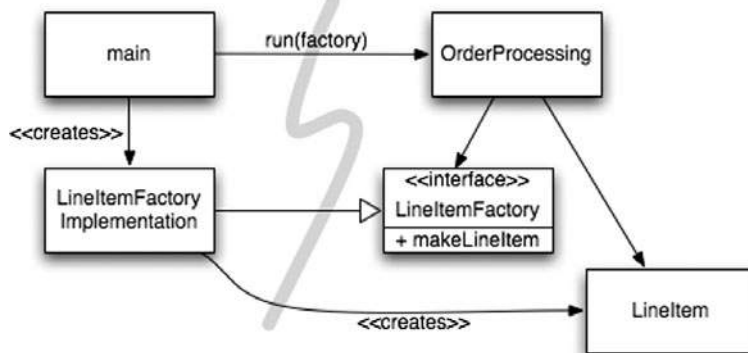 main
run(factory)
OrderProcessing
<<creates>>
LineItemFactory
Implementation
<<interface>>
LineItemFactory
+ makeLineItem
<<creates>>
LineItem